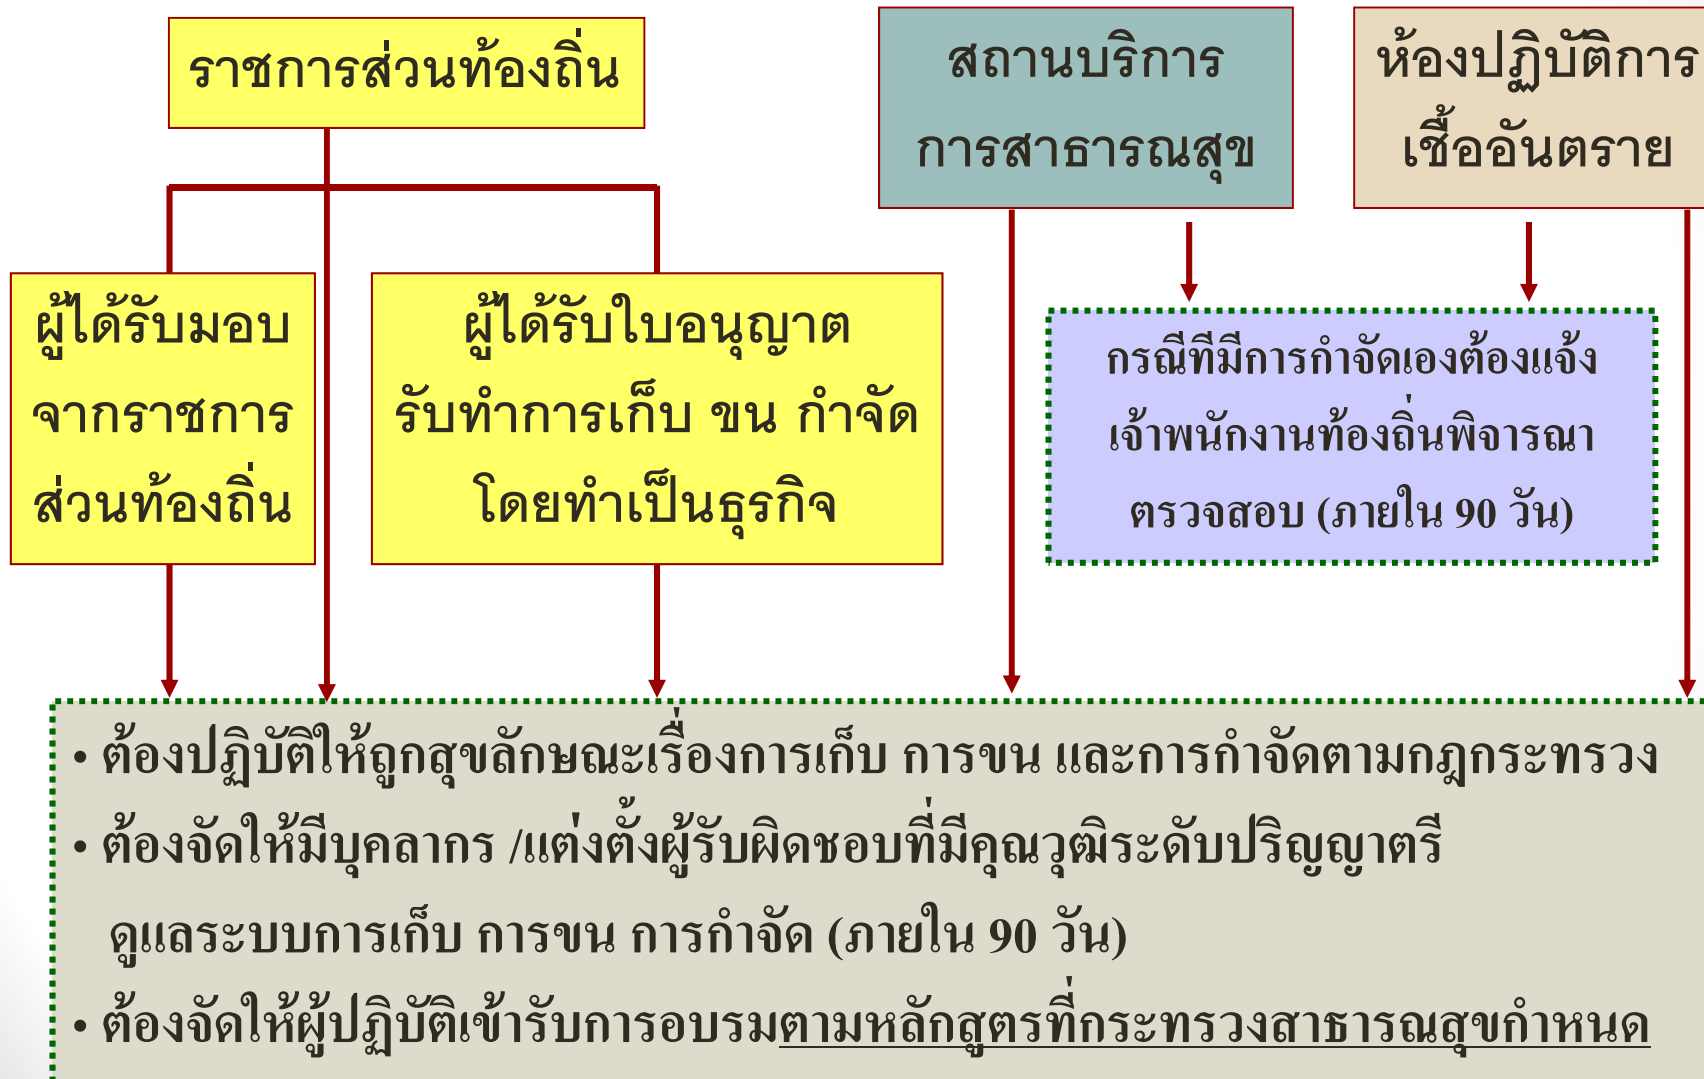 ราชการส่วนท้องถิ่น
สถานบริการ
การสาธารณสุข
ห้องปฏิบัติการ
เชื้ออันตราย
ผู้ได้รับมอบ
จากราชการ
ส่วนท้องถิ่น
ผู้ได้รับใบอนุญาต
รับทำการเก็บ ขน กำจัด
โดยทำเป็นธุรกิจ
กรณีทีมีการกำจัดเองต้องแจ้ง
เจ้าพนักงานท้องถิ่นพิจารณา
ตรวจสอบ (ภายใน 90 วัน)
• ต้องปฏิบัติให้ถูกสุขลักษณะเรื่องการเก็บ การขน และการกำจัดตามกฎกระทรวง
• ต้องจัดให้มีบุคลากร /แต่งตั้งผู้รับผิดชอบที่มีคุณวุฒิระดับปริญญาตรี
ดูแลระบบการเก็บ การขน การกำจัด (ภายใน 90 วัน)
• ต้องจัดให้ผู้ปฏิบัติเข้ารับการอบรมตามหลักสูตรที่กระทรวงสาธารณสุขกำหนด